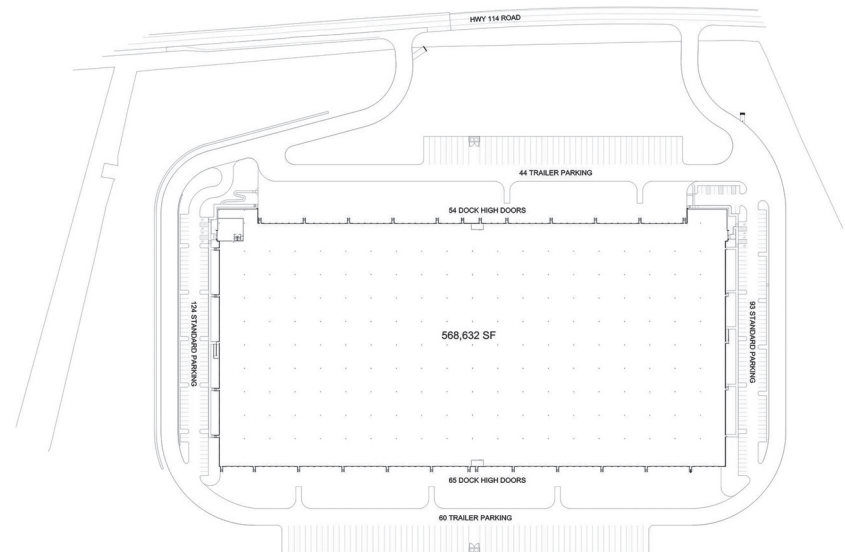 HWY 114 ROAD
44 TRAILER PARKING
54 DOCK HIGH DOORS
124 STANDARD PARKING
568,632 SF
93 STANDARD PARKING
65 DOCK HIGH DOORS
60 TRAILER PARKING